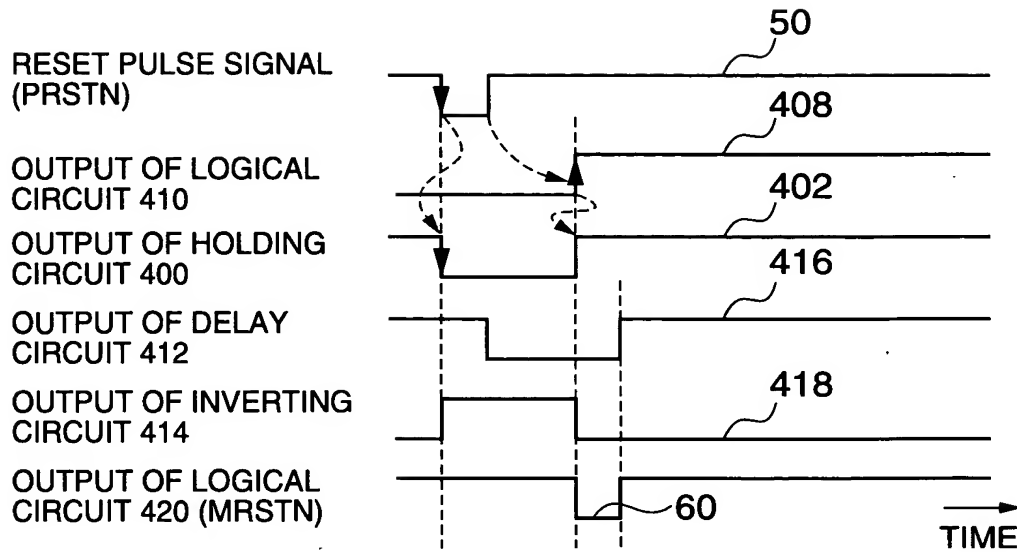 50
RESET PULSE SIGNAL
(PRSTN)
408
OUTPUT OF LOGICAL
CIRCUIT 410
402
OUTPUT OF HOLDING
CIRCUIT 400
416
OUTPUT OF DELAY
CIRCUIT 412
418
OUTPUT OF INVERTING
CIRCUIT 414
OUTPUT OF LOGICAL
CIRCUIT 420 (MRSTN)
60
TIME